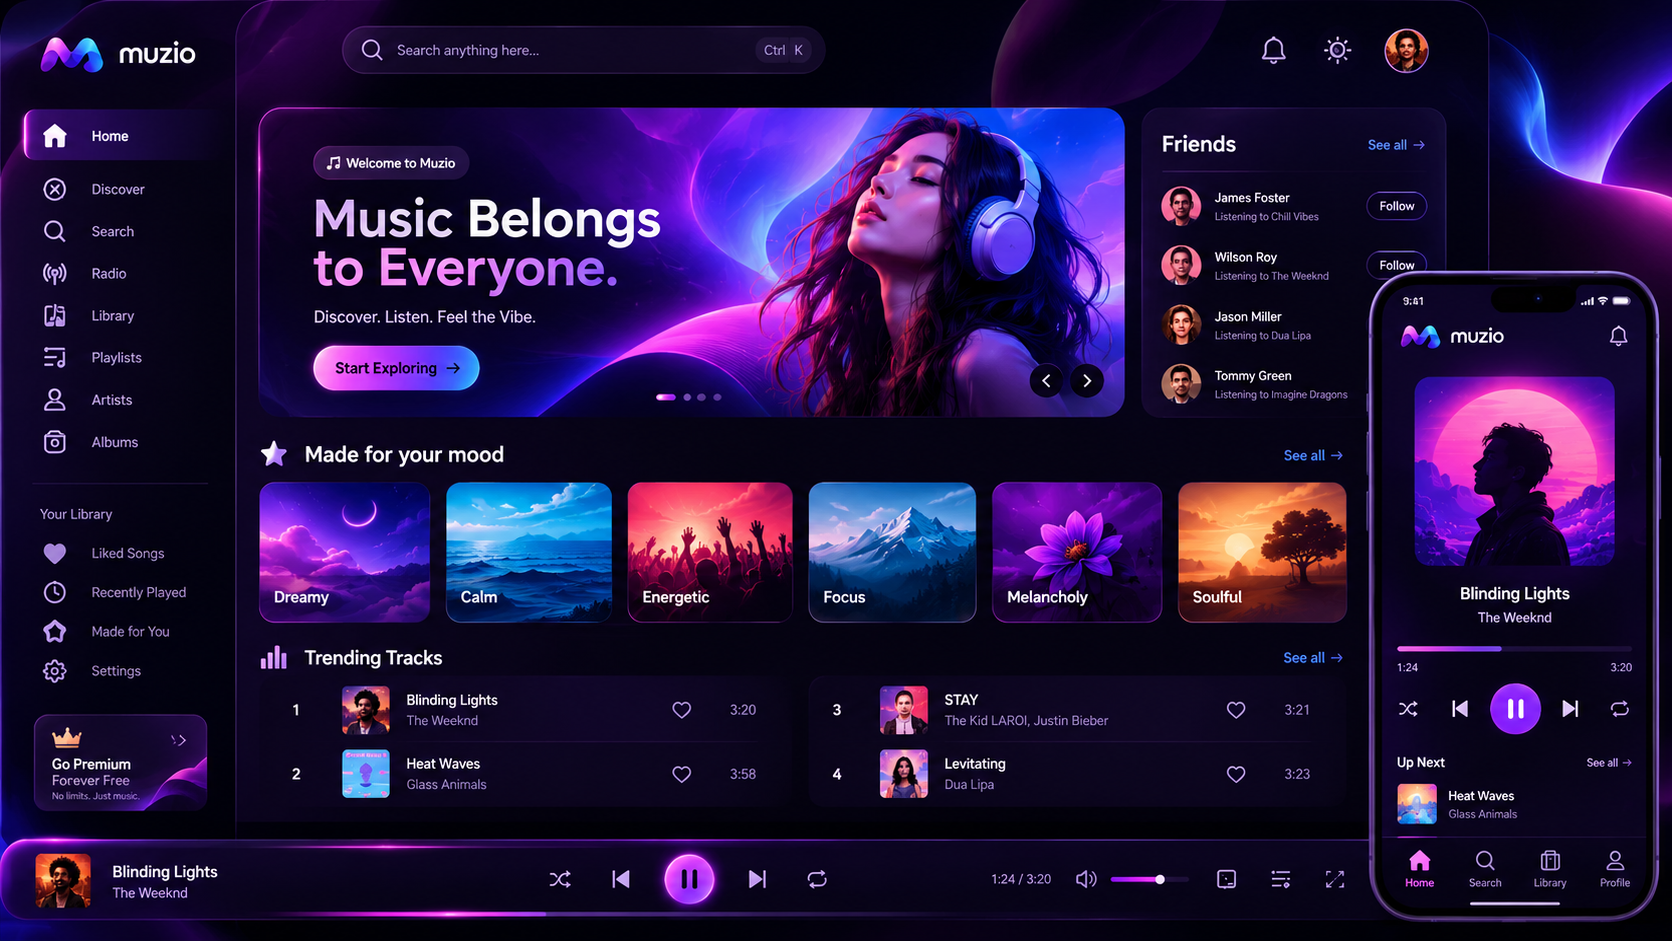 muzio
Search anything here...
Ctrl K
Home
Discover
Search
Radio
Library
Playlists
Artists
Albums
Your Library
Liked Songs
Recently Played
Made for You
Settings
Go Premium
Forever Free
No limits. Just music.
Welcome to Muzio
Music Belongs
to Everyone.
Discover. Listen. Feel the Vibe.
Start Exploring →
Friends
See all →
James Foster
Listening to Chill Vibes
Follow
Wilson Roy
Listening to The Weeknd
Follow
Jason Miller
Listening to Dua Lipa
Tommy Green
Listening to Imagine Dragons
Made for your mood
See all →
Dreamy
Calm
Energetic
Focus
Melancholy
Soulful
Trending Tracks
See all →
1
Blinding Lights
The Weeknd
3:20
2
Heat Waves
Glass Animals
3:58
3
STAY
The Kid LAROI, Justin Bieber
3:21
4
Levitating
Dua Lipa
3:23
Blinding Lights
The Weeknd
1:24 / 3:20
9:41
muzio
Blinding Lights
The Weeknd
1:24
3:20
Up Next
See all →
Heat Waves
Glass Animals
Home
Search
Library
Profile